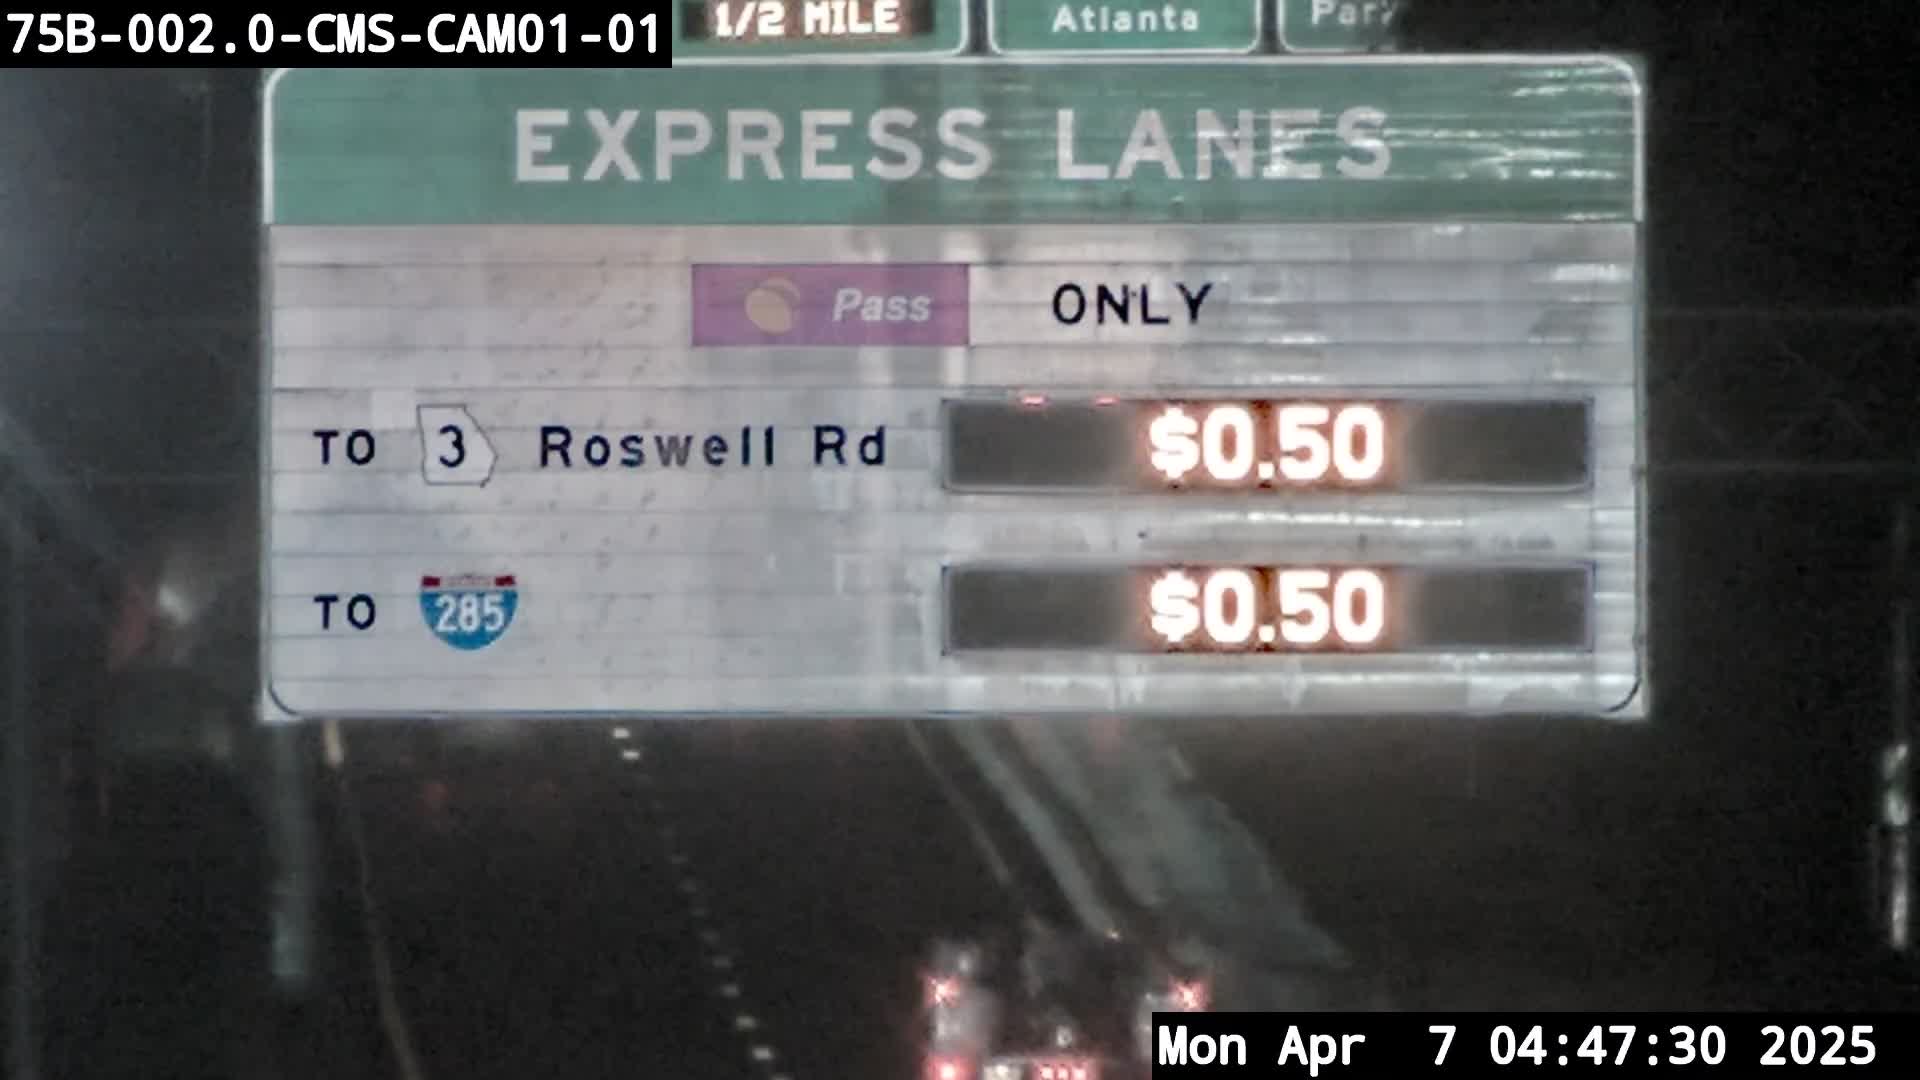 75B-002.0-CMS-CAM01-01
1/2 MILE
Atlanta
EXPRESS LANES
Pass ONLY
TO 3 Roswell Rd $0.50
TO 285 $0.50
Mon Apr 7 04:47:30 2025